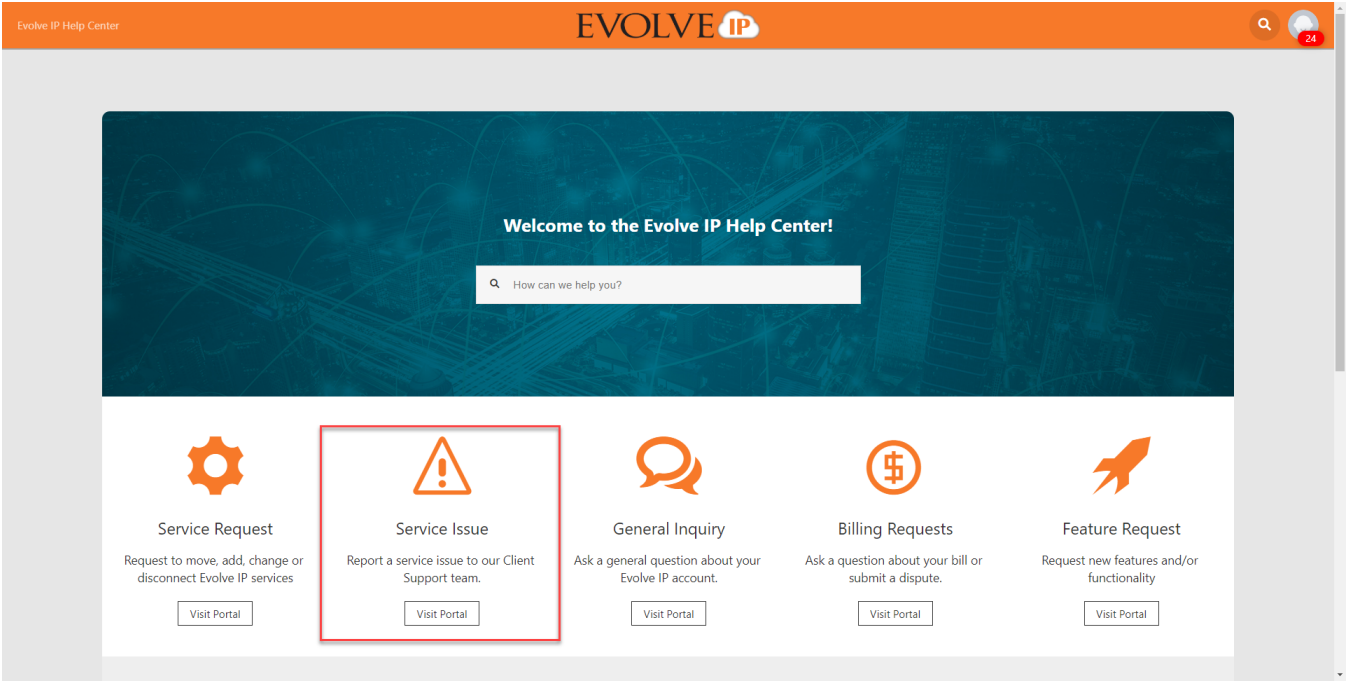 Evolve IP Help Center
EVOLVE IP
24
Welcome to the Evolve IP Help Center!
How can we help you?
Service Request
Request to move, add, change or
disconnect Evolve IP services
Visit Portal
Service Issue
Report a service issue to our Client
Support team.
Visit Portal
General Inquiry
Ask a general question about your
Evolve IP account.
Visit Portal
Billing Requests
Ask a question about your bill or
submit a dispute.
Visit Portal
Feature Request
Request new features and/or
functionality
Visit Portal